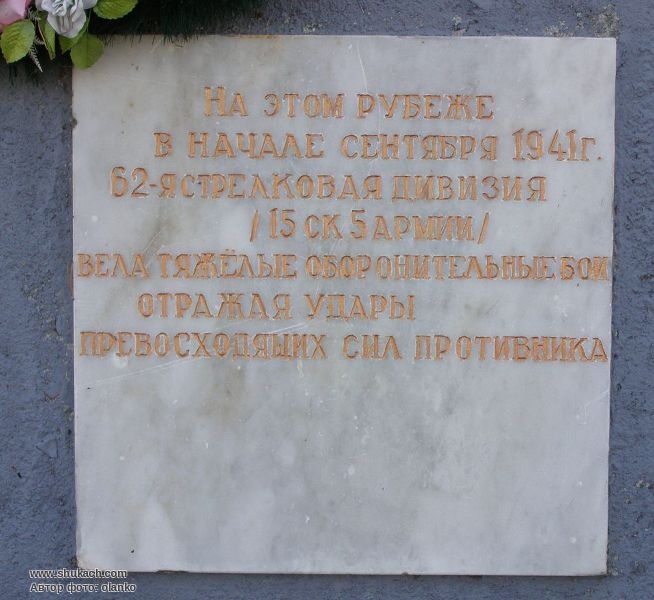 На этом рубеже
в начале сентября 1941 г.
62-я стрелковая дивизия
/15 ск 5 армии/
вела тяжёлые оборонительные бои
отражая удары
превосходящих сил противника
www.shukach.com
Автор фото: olanko